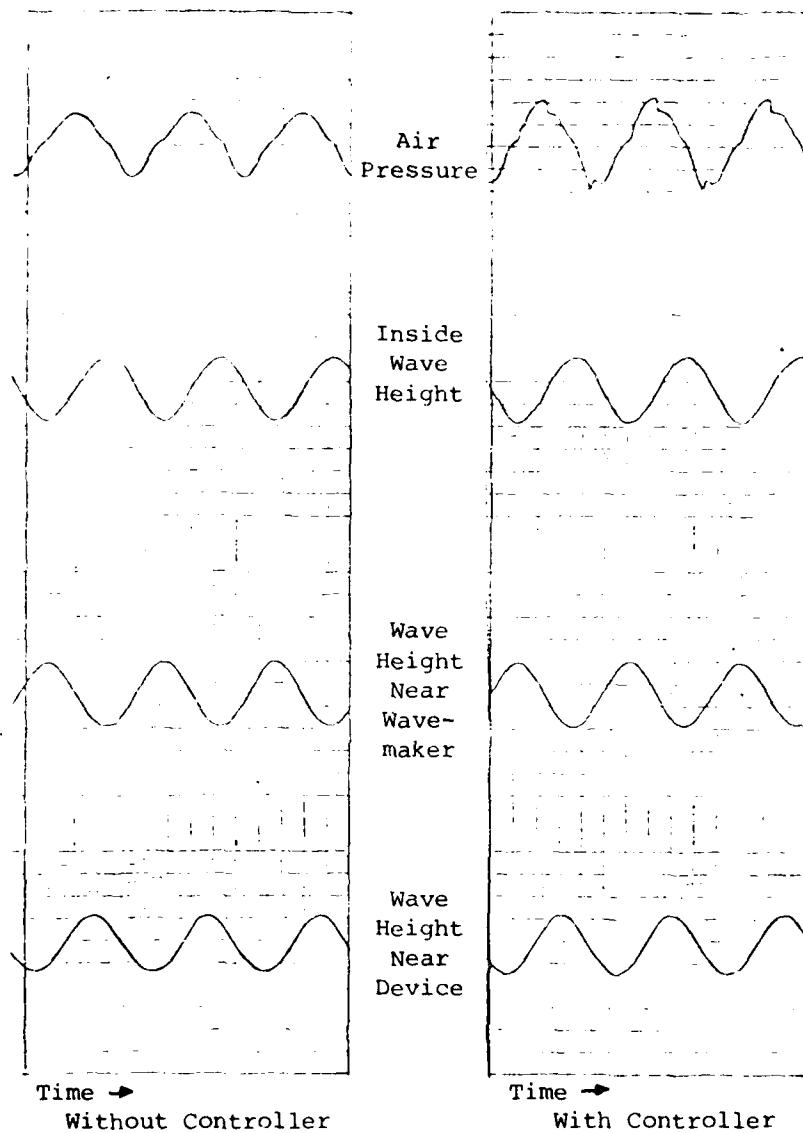 Air
Pressure
Inside
Wave
Height
Wave
Height
Near
Wave-
maker
Wave
Height
Near
Device
Time →
Without Controller
Time →
With Controller